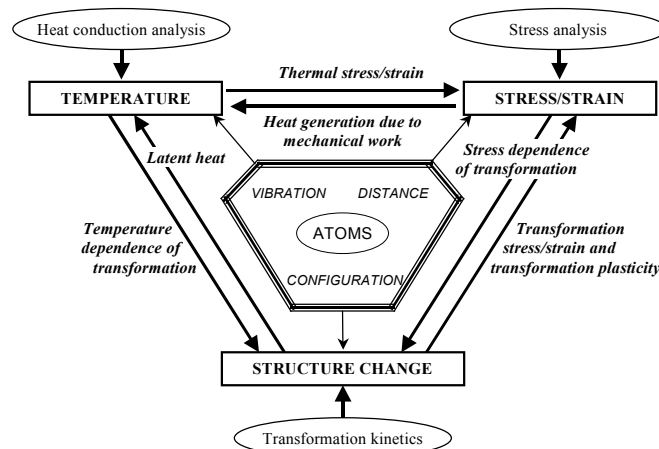 Heat conduction analysis
Stress analysis
Thermal stress/strain
TEMPERATURE
STRESS/STRAIN
Heat generation due to
mechanical work
Latent heat
Stress dependence
of transformation
VIBRATION
DISTANCE
Temperature
dependence of
transformation
ATOMS
Transformation
stress/strain and
transformation plasticity
CONFIGURATION
STRUCTURE CHANGE
Transformation kinetics